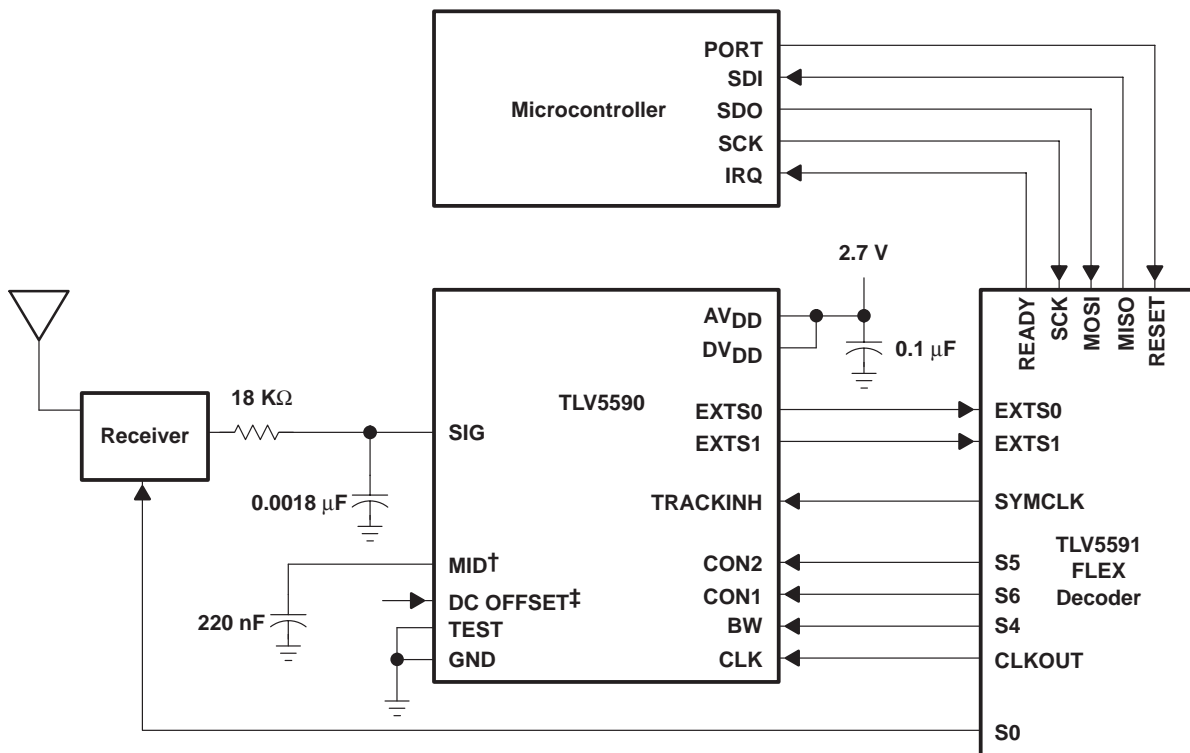 PORT
SDI
Microcontroller
SDO
SCK
IRQ
2.7 V
READY
SCK
MOSI
MISO
RESET
AVDD
DVDD
0.1 μF
18 KΩ
TLV5590
Receiver
SIG
EXTS0
EXTS1
EXTS0
EXTS1
0.0018 μF
TRACKINH
SYMCLK
MID†
DC OFFSET‡
220 nF
TEST
GND
CON2
CON1
BW
CLK
S5
S6
S4
CLKOUT
TLV5591
FLEX
Decoder
S0